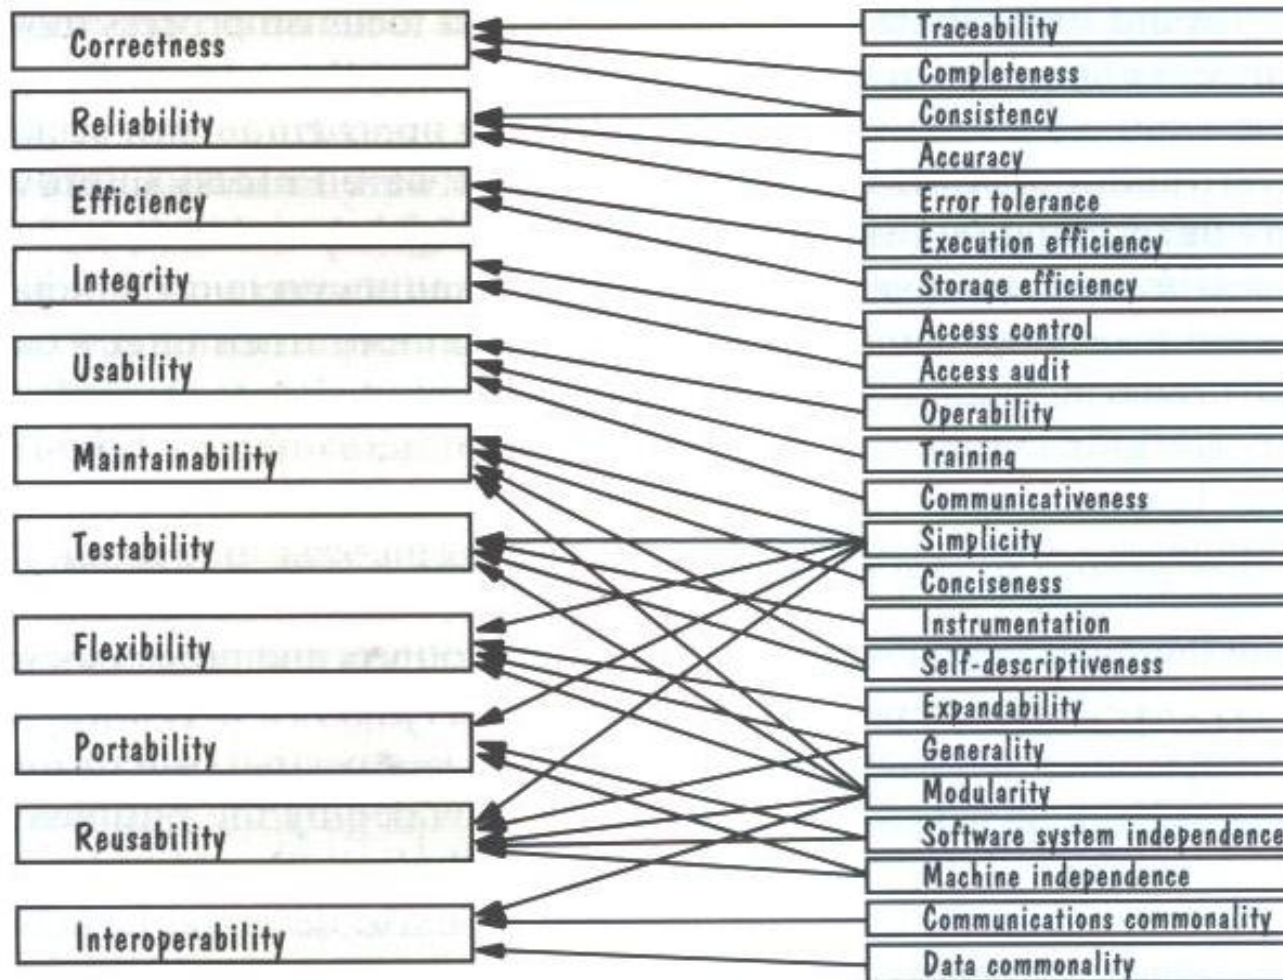 Correctness
Reliability
Efficiency
Integrity
Usability
Maintainability
Testability
Flexibility
Portability
Reusability
Interoperability
Traceability
Completeness
Consistency
Accuracy
Error tolerance
Execution efficiency
Storage efficiency
Access control
Access audit
Operability
Training
Communicativeness
Simplicity
Conciseness
Instrumentation
Self-descriptiveness
Expandability
Generality
Modularity
Software system independence
Machine independence
Communications commonality
Data commonality